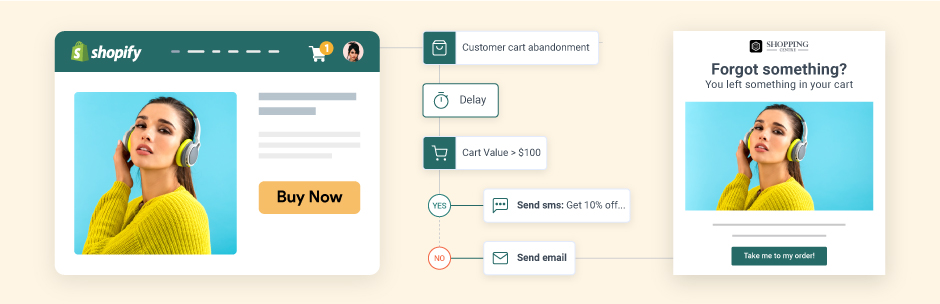 shopify
1
Buy Now
Customer cart abandonment
Delay
Cart Value > $100
YES
Send sms: Get 10% off...
NO
Send email
SHOPPING
CENTRE
Forgot something?
You left something in your cart
Take me to my order!